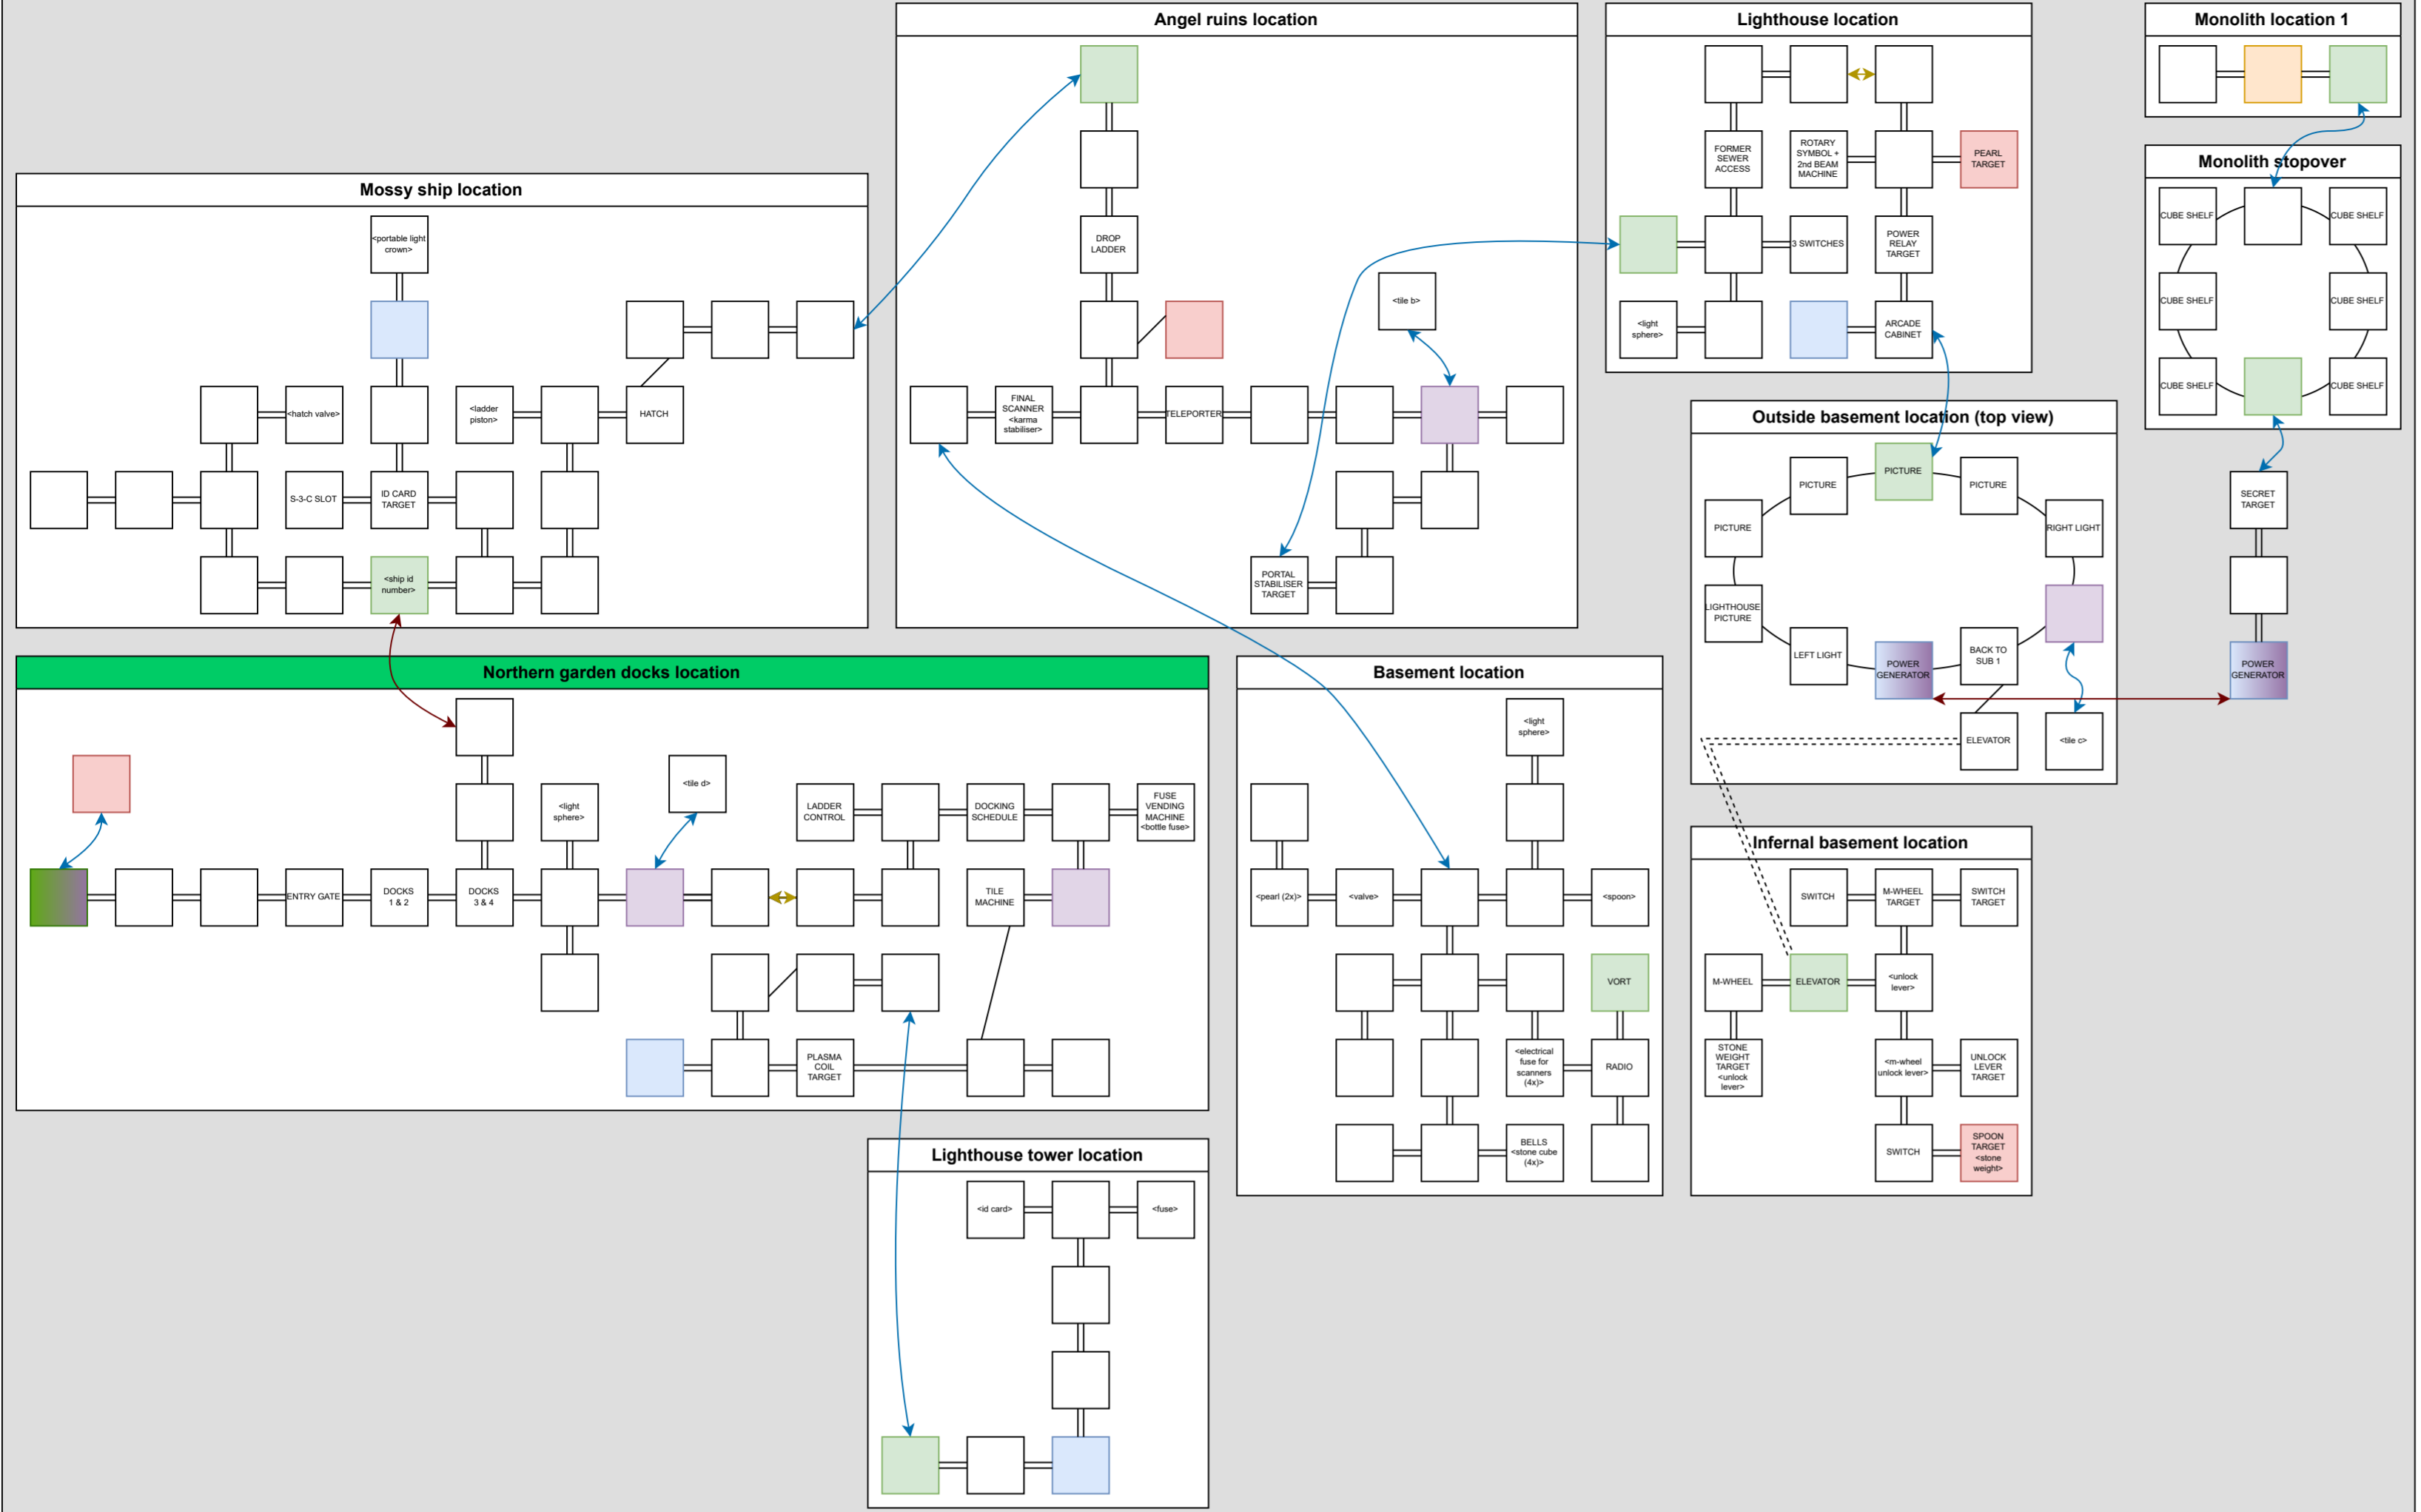 Angel ruins location
Lighthouse location
Monolith location 1
FORMER
SEWER
ACCESS
ROTARY
SYMBOL +
2nd BEAM
MACHINE
PEARL
TARGET
Monolith stopover
Mossy ship location
CUBE SHELF
CUBE SHELF
<portable light
crown>
DROP
LADDER
3 SWITCHES
POWER
RELAY
TARGET
<tile b>
CUBE SHELF
CUBE SHELF
<light
sphere>
ARCADE
CABINET
CUBE SHELF
CUBE SHELF
<hatch valve>
<ladder
piston>
HATCH
FINAL
SCANNER
<karma
stabiliser>
TELEPORTER
Outside basement location (top view)
PICTURE
PICTURE
PICTURE
S-3-C SLOT
ID CARD
TARGET
SECRET
TARGET
PICTURE
RIGHT LIGHT
<ship id
number>
PORTAL
STABILISER
TARGET
LIGHTHOUSE
PICTURE
LEFT LIGHT
BACK TO
SUB 1
POWER
GENERATOR
POWER
GENERATOR
Northern garden docks location
Basement location
<light
sphere>
ELEVATOR
<tile c>
<tile d>
<light
sphere>
LADDER
CONTROL
DOCKING
SCHEDULE
FUSE
VENDING
MACHINE
<bottle fuse>
Infernal basement location
ENTRY GATE
DOCKS
1 & 2
DOCKS
3 & 4
TILE
MACHINE
<pearl (2x)>
<valve>
<spoon>
SWITCH
M-WHEEL
TARGET
SWITCH
TARGET
VORT
M-WHEEL
ELEVATOR
<unlock
lever>
PLASMA
COIL
TARGET
<electrical
fuse for
scanners
(4x)>
RADIO
STONE
WEIGHT
TARGET
<unlock
lever>
<m-wheel
unlock lever>
UNLOCK
LEVER
TARGET
BELLS
<stone cube
(4x)>
SWITCH
SPOON
TARGET
<stone
weight>
Lighthouse tower location
<id card>
<fuse>